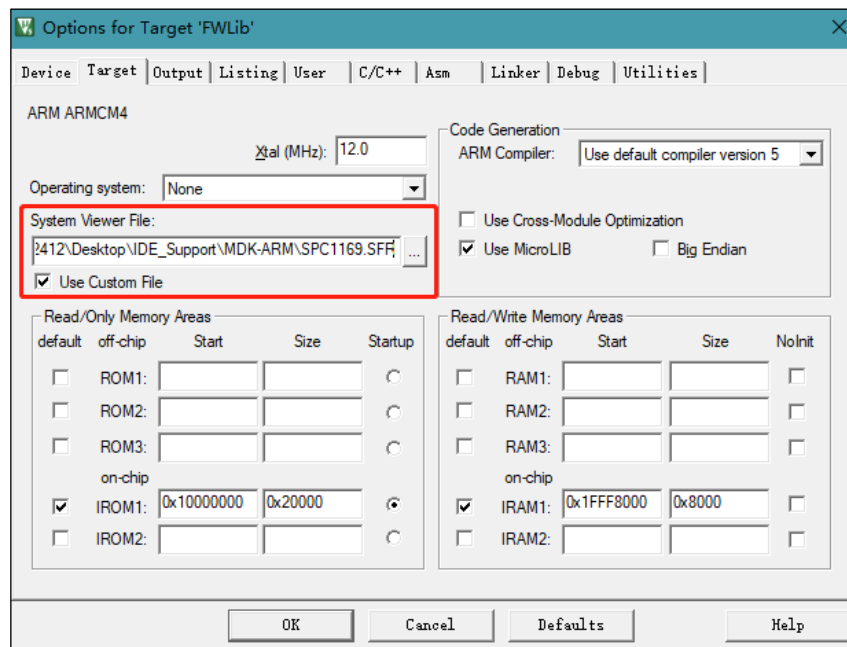 Options for Target 'FWLib'
Device Target Output Listing User C/C++ Asm Linker Debug Utilities
ARM ARMCM4
Xtal (MHz): 12.0
Operating system: None
System Viewer File:
2412\Desktop\IDE_Support\MDK-ARM\SPC1169.SFR ...
Use Custom File
Code Generation
ARM Compiler: Use default compiler version 5
Use Cross-Module Optimization
Use MicroLIB Big Endian
Read/Only Memory Areas
default off-chip Start Size Startup
ROM1:
ROM2:
ROM3:
on-chip
IROM1: 0x10000000 0x20000
IROM2:
Read/Write Memory Areas
default off-chip Start Size NoInit
RAM1:
RAM2:
RAM3:
on-chip
IRAM1: 0x1FFF8000 0x8000
IRAM2:
OK Cancel Defaults Help